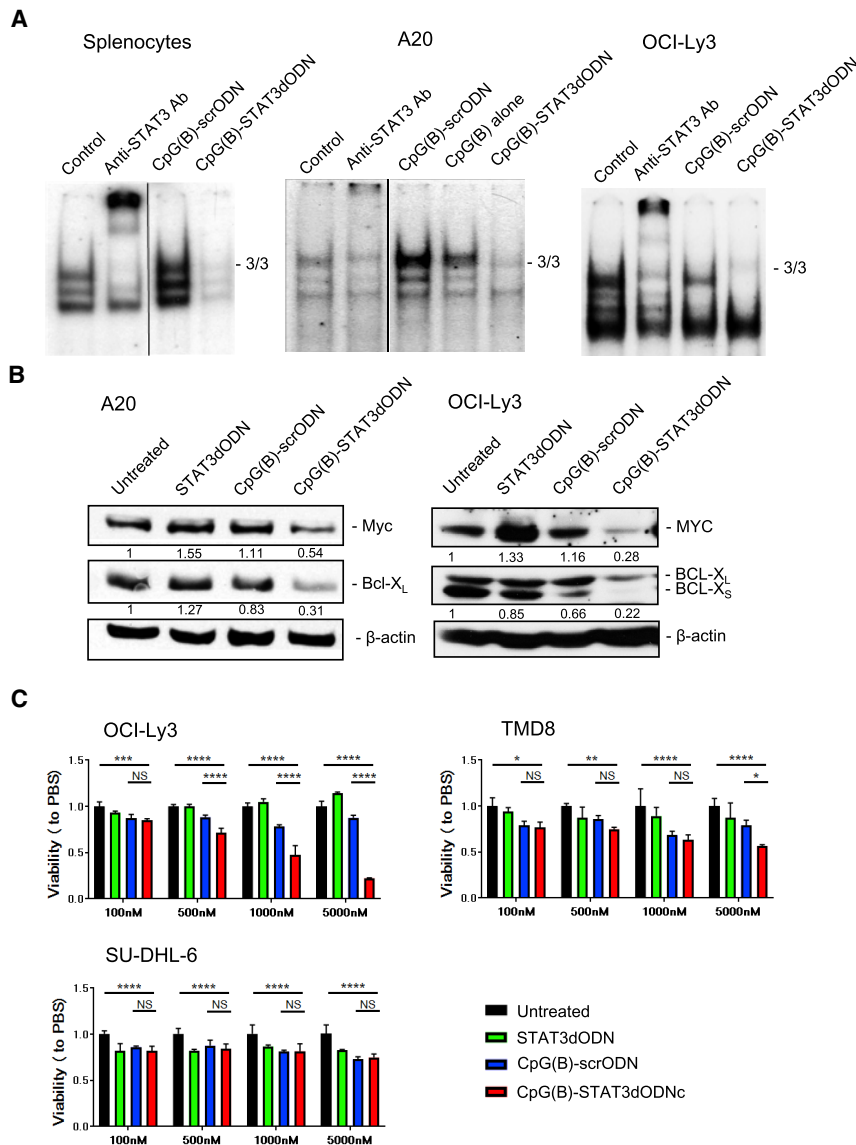 A
Splenocytes
A20
OCI-Ly3
Control
Anti-STAT3 Ab
CpG(B)-scrODN
CpG(B)-STAT3dODN
Control
Anti-STAT3 Ab
CpG(B)-scrODN
CpG(B) alone
CpG(B)-STAT3dODN
Control
Anti-STAT3 Ab
CpG(B)-scrODN
CpG(B)-STAT3dODN
- 3/3
- 3/3
- 3/3
B
A20
OCI-Ly3
Untreated
STAT3dODN
CpG(B)-scrODN
CpG(B)-STAT3dODN
Untreated
STAT3dODN
CpG(B)-scrODN
CpG(B)-STAT3dODN
- Myc
1 1.55 1.11 0.54
- Bcl-XL
1 1.27 0.83 0.31
- β-actin
- MYC
1 1.33 1.16 0.28
- BCL-XL
- BCL-XS
1 0.85 0.66 0.22
- β-actin
C
OCI-Ly3
Viability ( to PBS)
1.5
1.0
0.5
0.0
*** **** **** ****
NS **** **** ****
100nM 500nM 1000nM 5000nM
TMD8
Viability ( to PBS)
1.5
1.0
0.5
0.0
* ** **** ****
NS NS NS *
100nM 500nM 1000nM 5000nM
SU-DHL-6
Viability ( to PBS)
1.5
1.0
0.5
0.0
**** **** **** ****
NS NS NS NS
100nM 500nM 1000nM 5000nM
Untreated
STAT3dODN
CpG(B)-scrODN
CpG(B)-STAT3dODNc